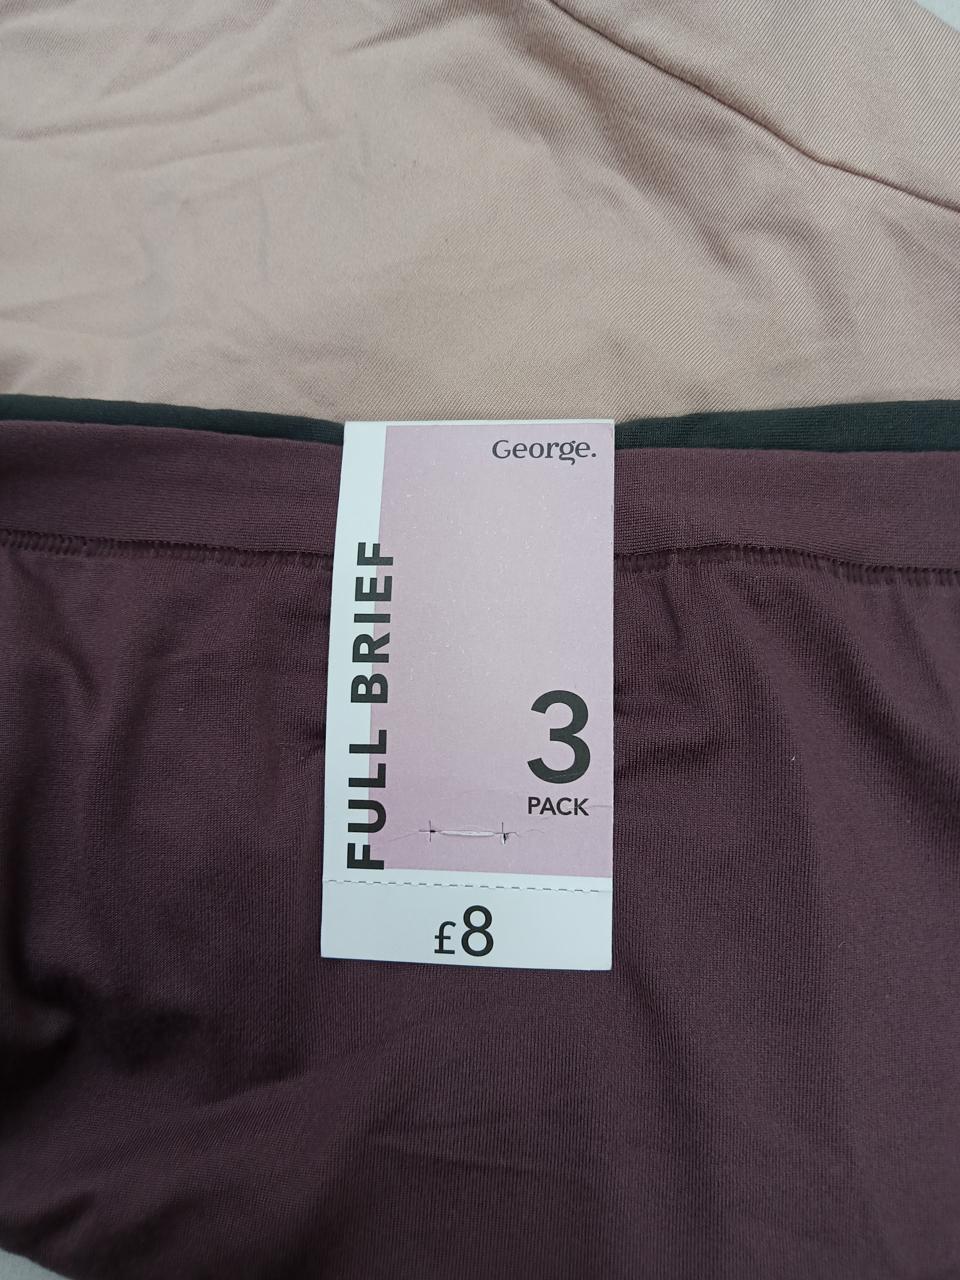 George.
FULL BRIEF
3
PACK
£8